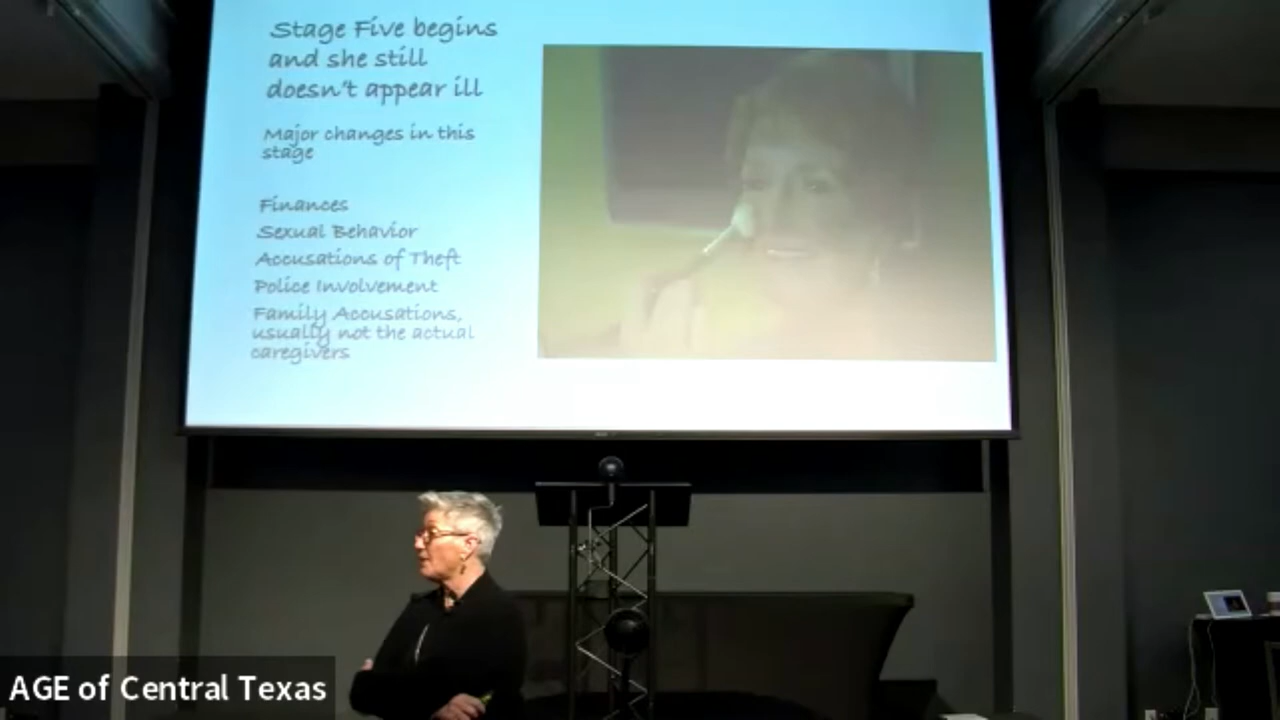 Stage Five begins
and she still
doesn't appear ill
Major changes in this
stage
Finances
Sexual Behavior
Accusations of Theft
Police Involvement
Family Accusations,
usually not the actual
caregivers
AGE of Central Texas